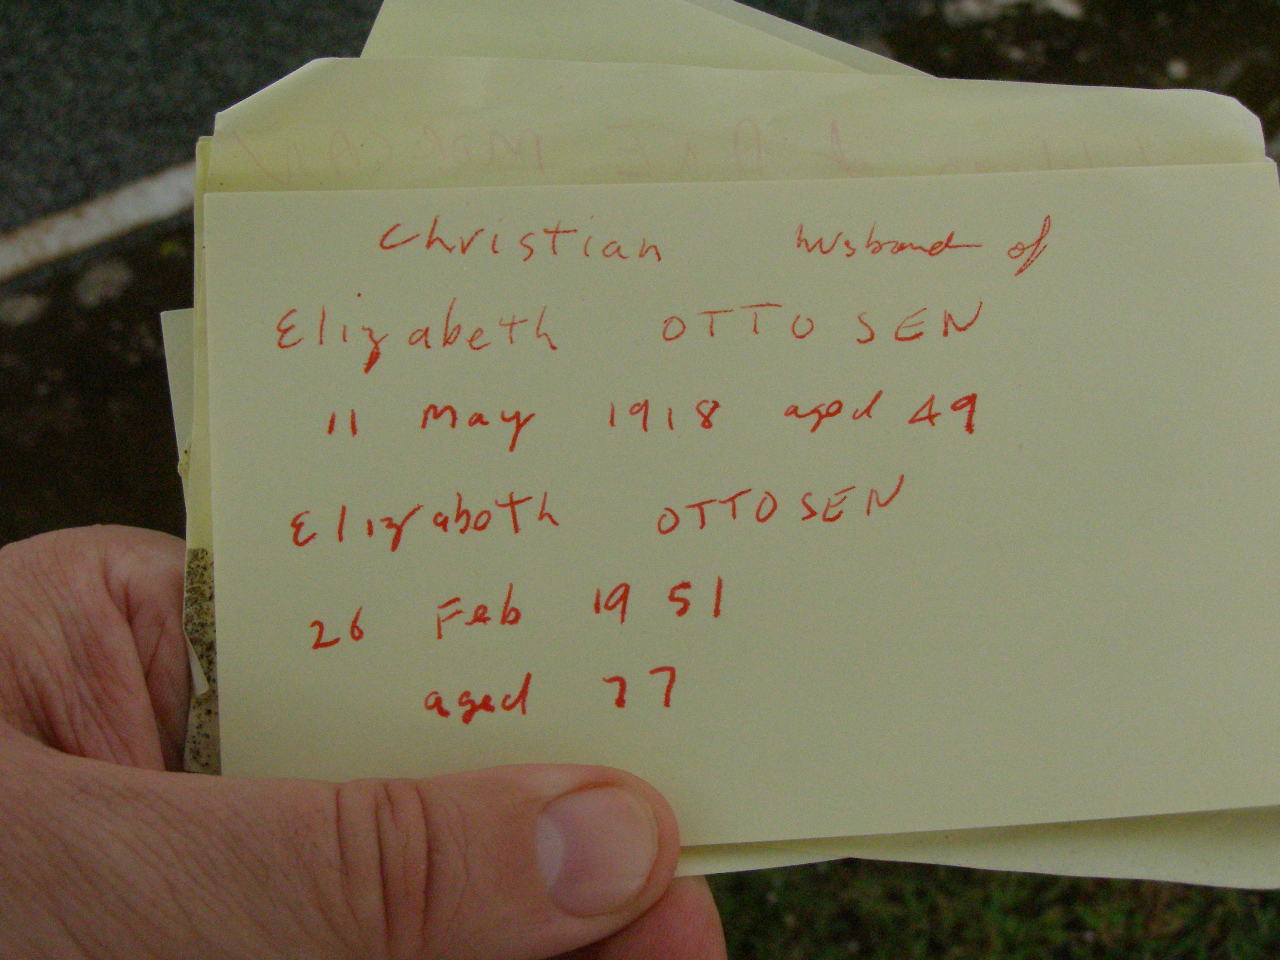 Christian husband of
Elizabeth OTTOSEN
11 May 1918 aged 49
Elizabeth OTTOSEN
26 Feb 1951
aged 77